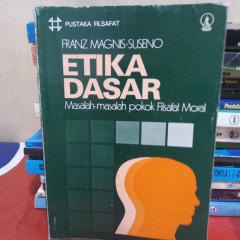 PUSTAKA FILSAFAT
FRANZ MAGNIS-SUSENO
ETIKA
DASAR
Masalah-masalah pokok Filsafat Moral